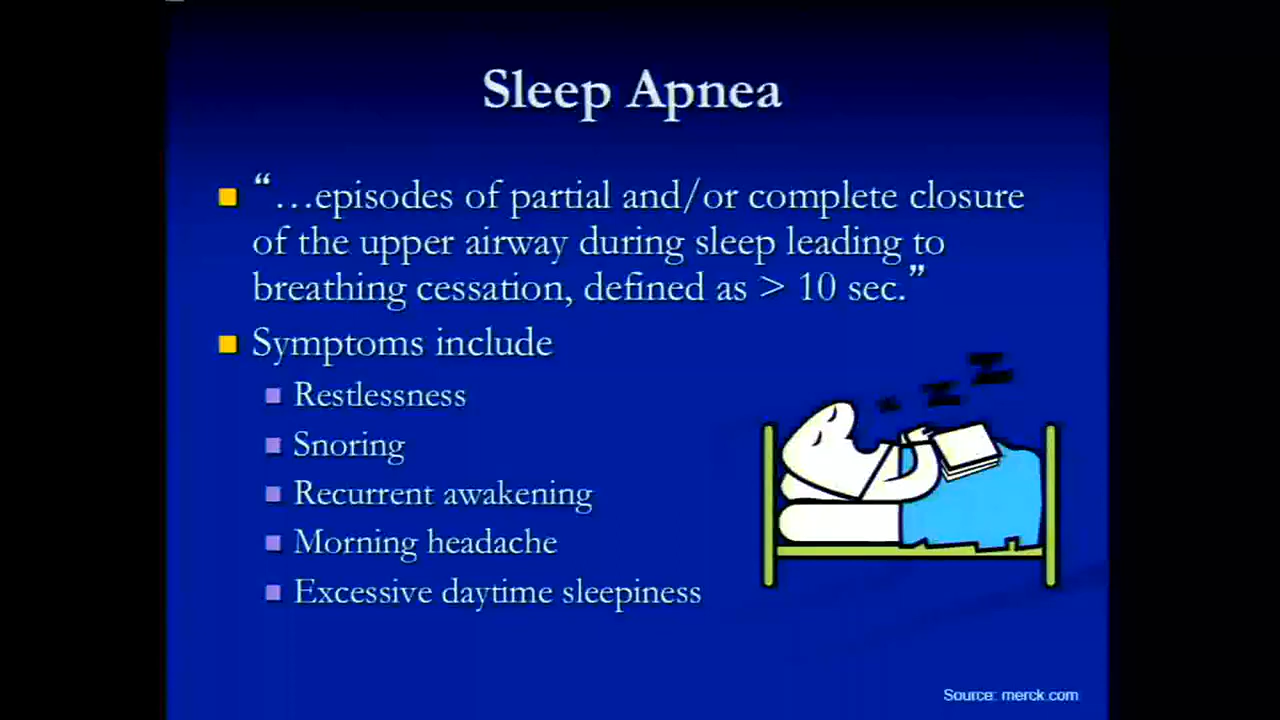 Sleep Apnea
“…episodes of partial and/or complete closure
of the upper airway during sleep leading to
breathing cessation, defined as > 10 sec.”
Symptoms include
Restlessness
Snoring
Recurrent awakening
Morning headache
Excessive daytime sleepiness
z z z
Source: merck.com